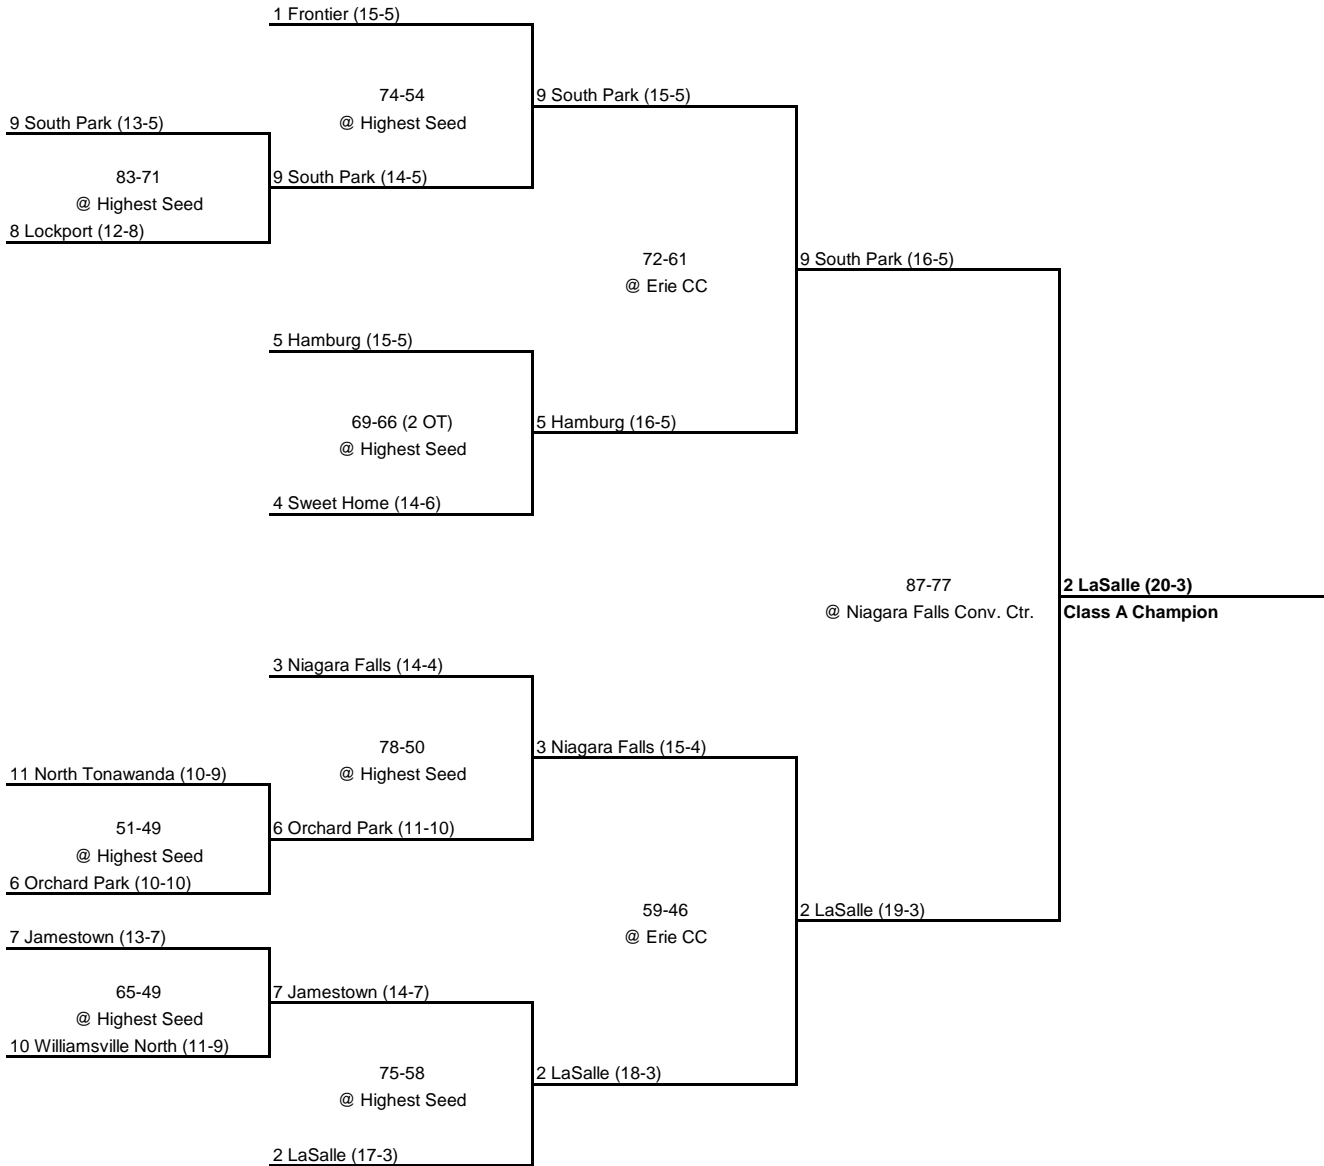 1 Frontier (15-5)
74-54
9 South Park (15-5)
9 South Park (13-5)
@ Highest Seed
83-71
9 South Park (14-5)
@ Highest Seed
8 Lockport (12-8)
72-61
9 South Park (16-5)
@ Erie CC
5 Hamburg (15-5)
69-66 (2 OT)
5 Hamburg (16-5)
@ Highest Seed
4 Sweet Home (14-6)
87-77
2 LaSalle (20-3)
@ Niagara Falls Conv. Ctr.
Class A Champion
3 Niagara Falls (14-4)
78-50
3 Niagara Falls (15-4)
11 North Tonawanda (10-9)
@ Highest Seed
51-49
6 Orchard Park (11-10)
@ Highest Seed
6 Orchard Park (10-10)
59-46
2 LaSalle (19-3)
7 Jamestown (13-7)
@ Erie CC
65-49
7 Jamestown (14-7)
@ Highest Seed
10 Williamsville North (11-9)
75-58
2 LaSalle (18-3)
@ Highest Seed
2 LaSalle (17-3)